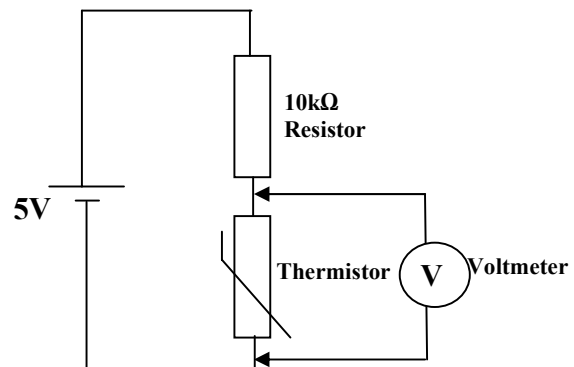 10kΩ
Resistor
5V
Thermistor
V
Voltmeter